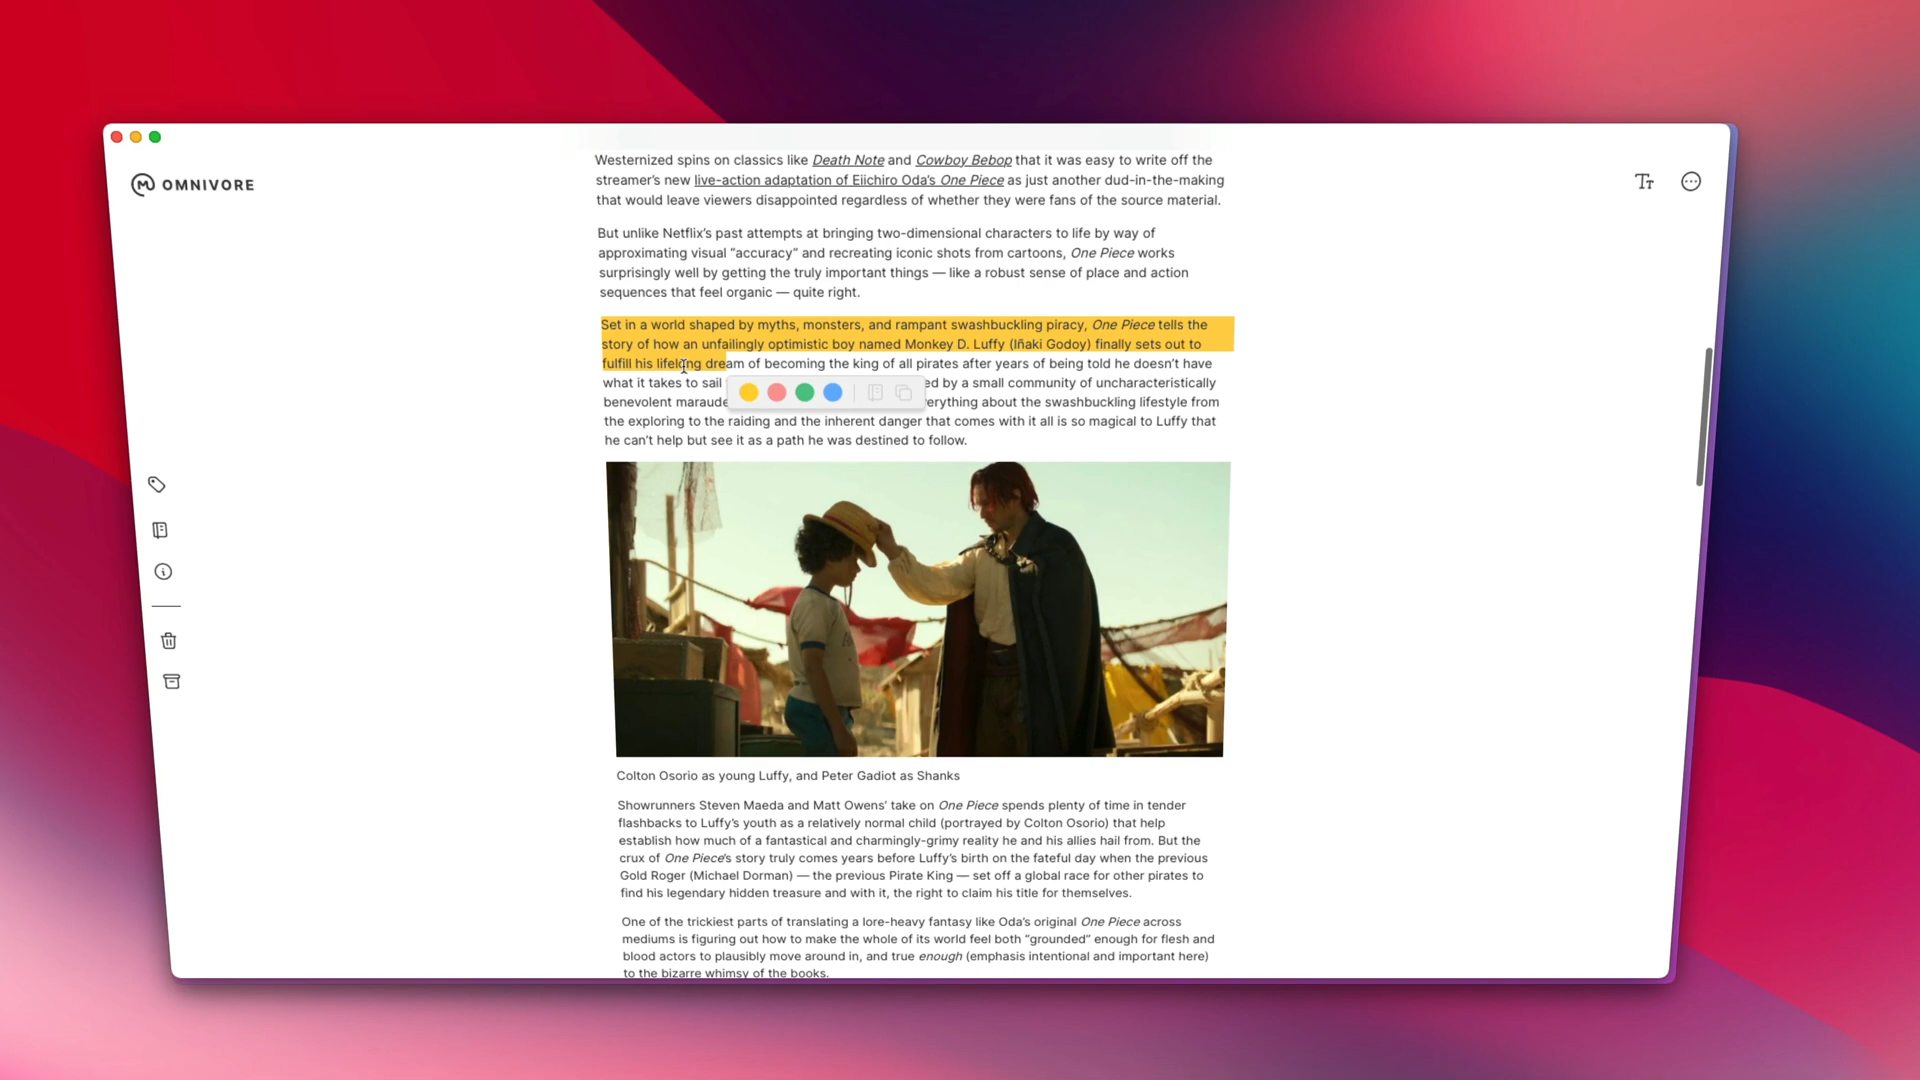 OMNIVORE
Tт
Westernized spins on classics like Death Note and Cowboy Bebop that it was easy to write off the
streamer's new live-action adaptation of Eiichiro Oda's One Piece as just another dud-in-the-making
that would leave viewers disappointed regardless of whether they were fans of the source material.
But unlike Netflix's past attempts at bringing two-dimensional characters to life by way of
approximating visual “accuracy” and recreating iconic shots from cartoons, One Piece works
surprisingly well by getting the truly important things — like a robust sense of place and action
sequences that feel organic — quite right.
Set in a world shaped by myths, monsters, and rampant swashbuckling piracy, One Piece tells the
story of how an unfailingly optimistic boy named Monkey D. Luffy (Iñaki Godoy) finally sets out to
fulfill his lifelong dream of becoming the king of all pirates after years of being told he doesn't have
what it takes to sail ed by a small community of uncharacteristically
benevolent maraude verything about the swashbuckling lifestyle from
the exploring to the raiding and the inherent danger that comes with it all is so magical to Luffy that
he can't help but see it as a path he was destined to follow.
Colton Osorio as young Luffy, and Peter Gadiot as Shanks
Showrunners Steven Maeda and Matt Owens' take on One Piece spends plenty of time in tender
flashbacks to Luffy's youth as a relatively normal child (portrayed by Colton Osorio) that help
establish how much of a fantastical and charmingly-grimy reality he and his allies hail from. But the
crux of One Piece's story truly comes years before Luffy's birth on the fateful day when the previous
Gold Roger (Michael Dorman) — the previous Pirate King — set off a global race for other pirates to
find his legendary hidden treasure and with it, the right to claim his title for themselves.
One of the trickiest parts of translating a lore-heavy fantasy like Oda's original One Piece across
mediums is figuring out how to make the whole of its world feel both “grounded” enough for flesh and
blood actors to plausibly move around in, and true enough (emphasis intentional and important here)
to the bizarre whimsy of the books.